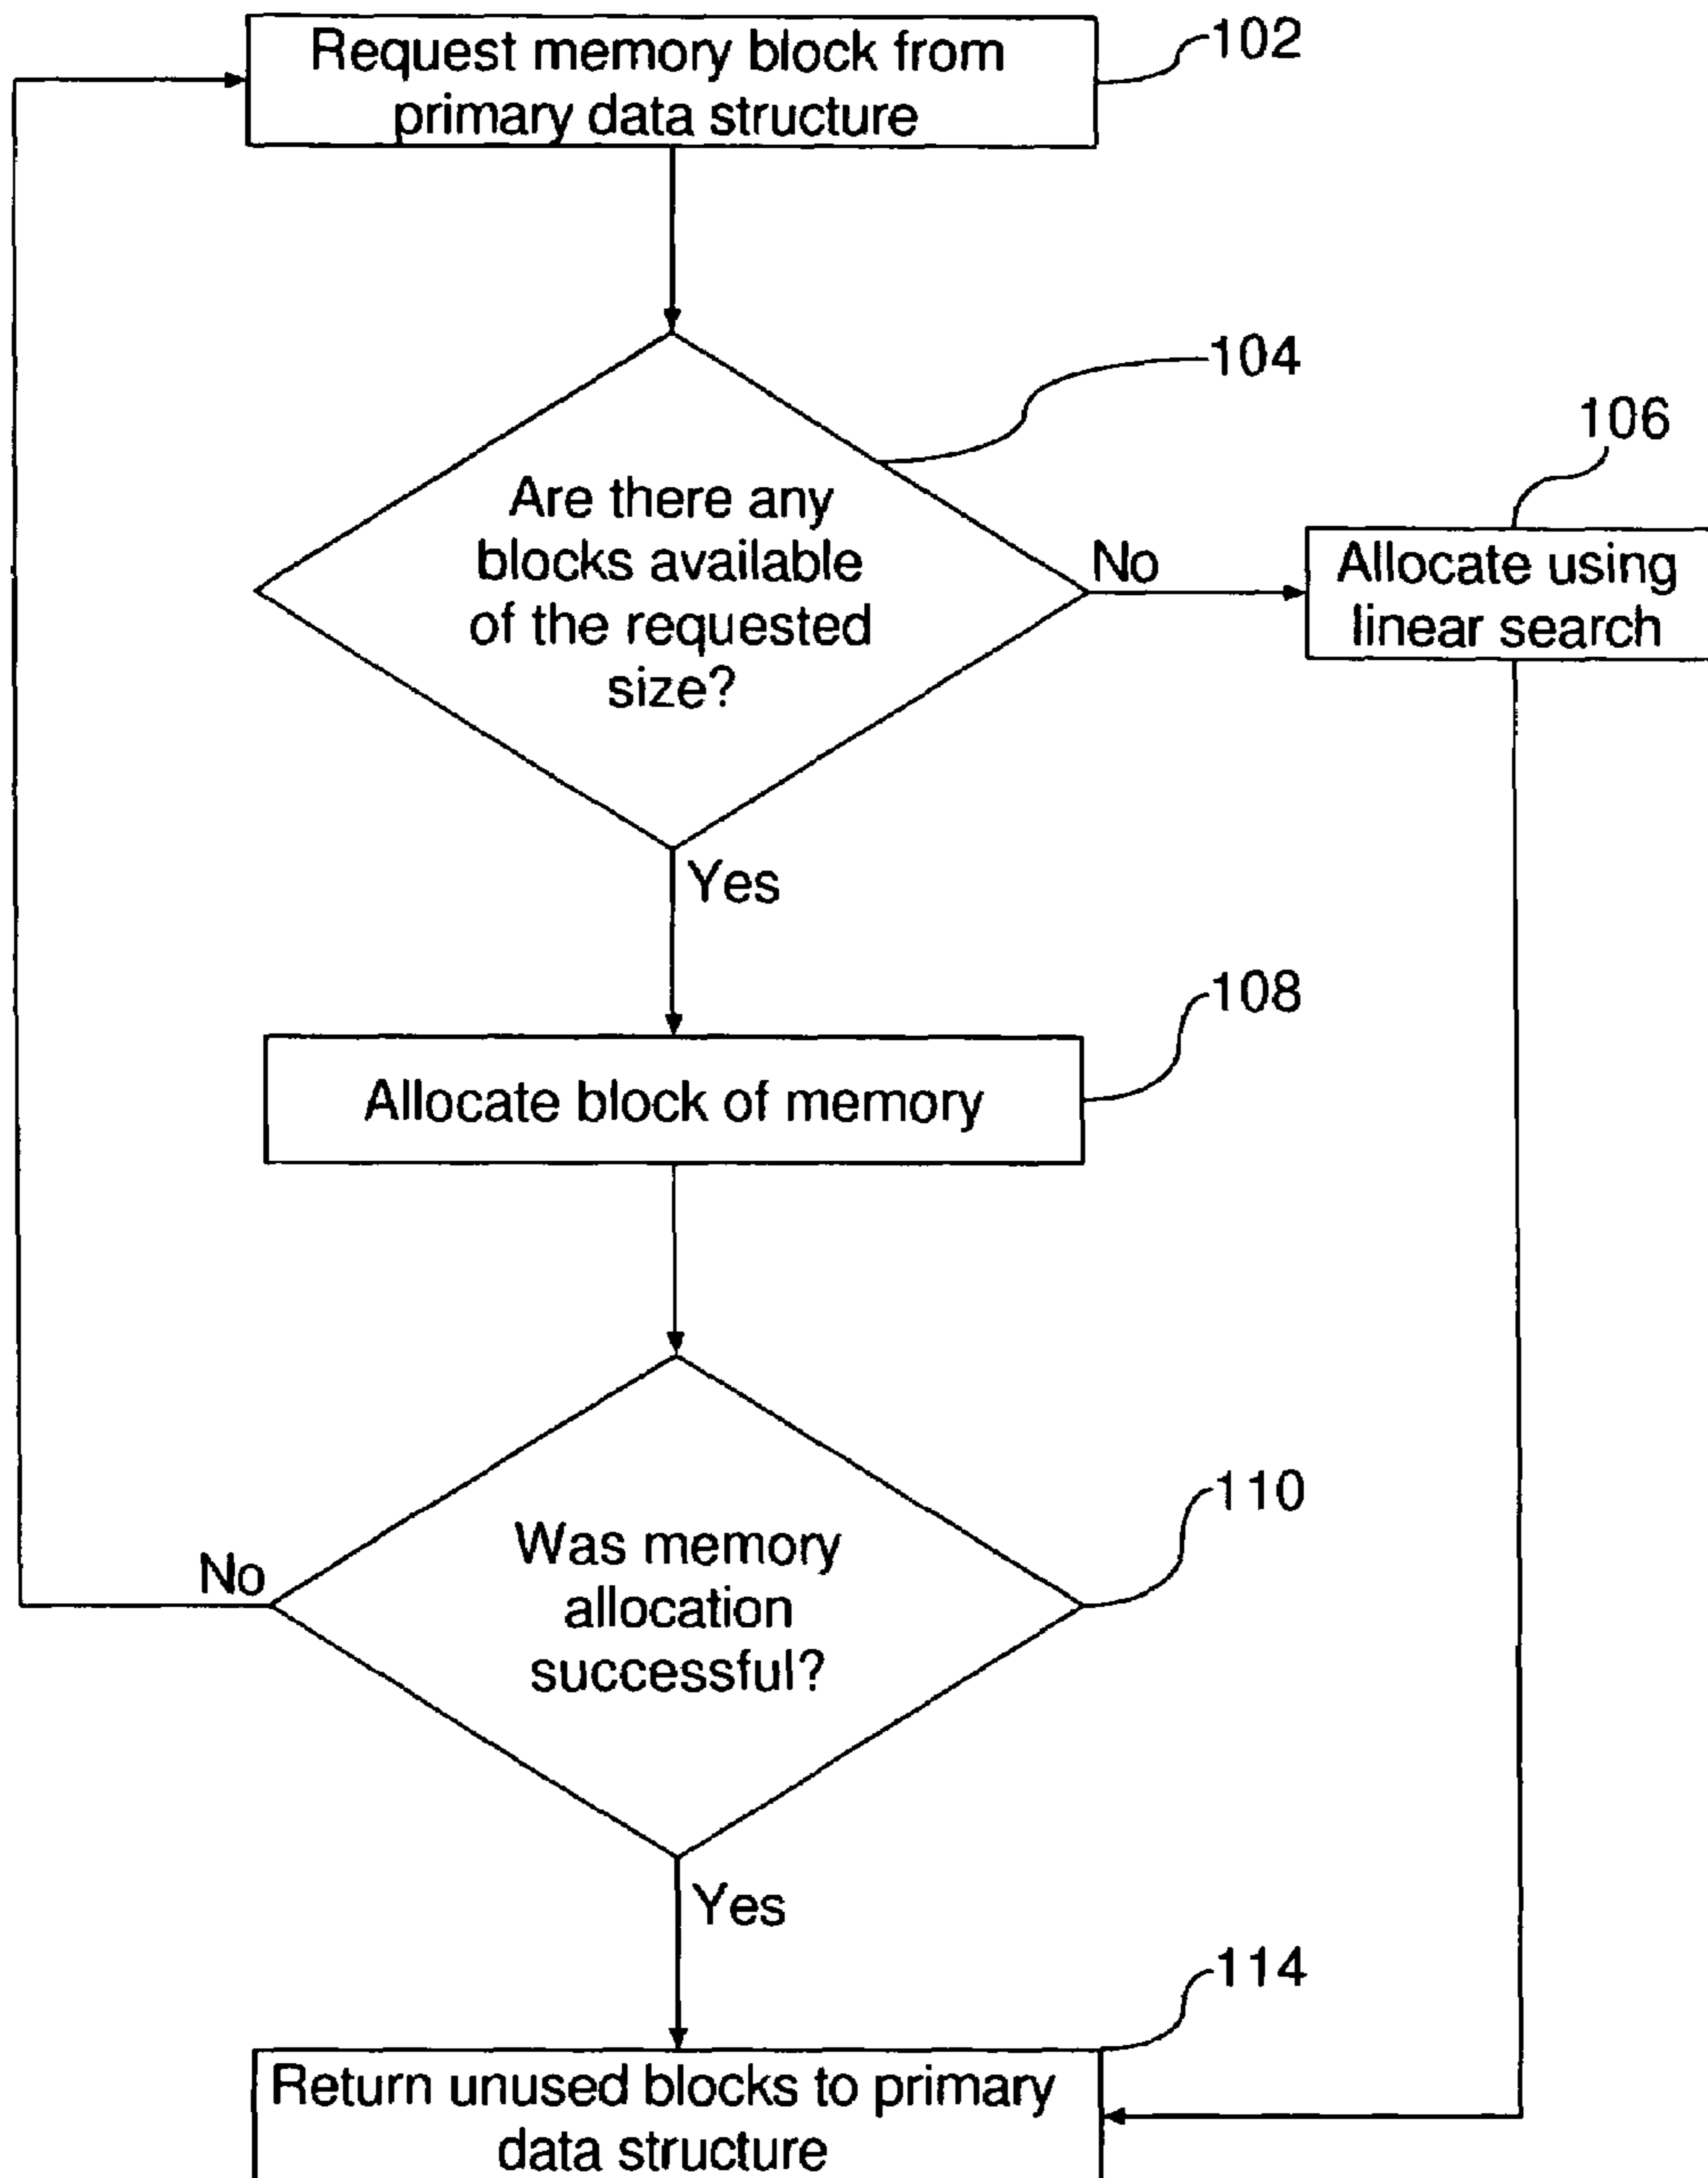 Request memory block from
primary data structure
102
104
Are there any
blocks available
of the requested
size?
No
106
Allocate using
linear search
Yes
108
Allocate block of memory
110
Was memory
allocation
successful?
No
Yes
114
Return unused blocks to primary
data structure